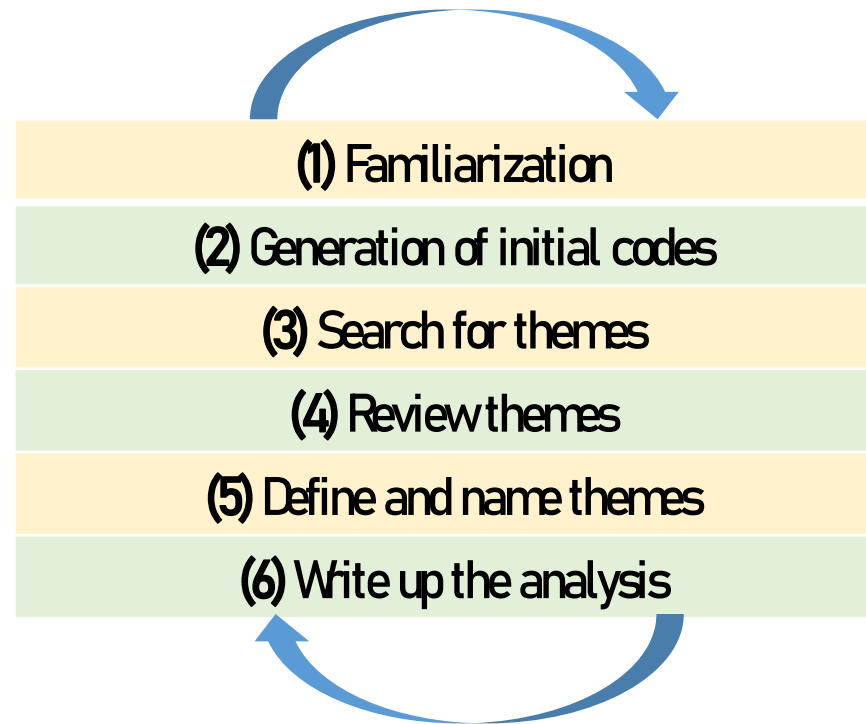 (1) Familiarization
(2) Generation of initial codes
(3) Search for themes
(4) Review themes
(5) Define and name themes
(6) Write up the analysis